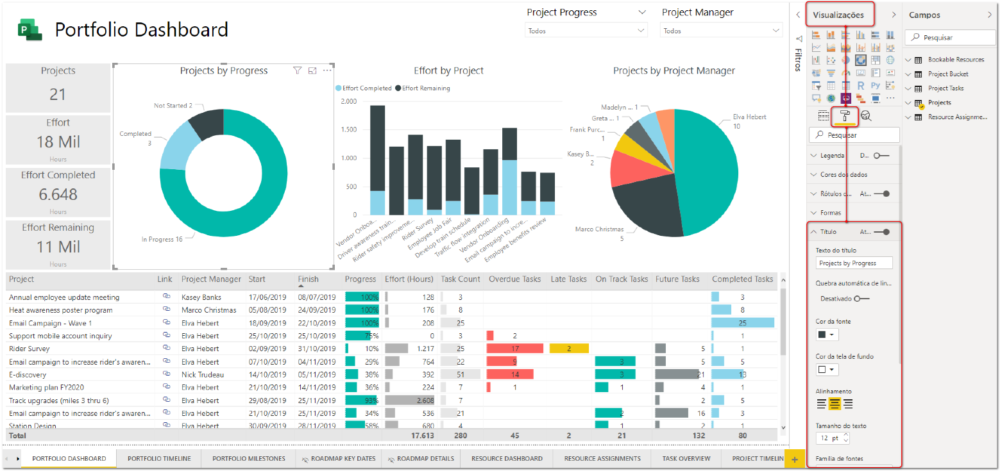 Portfolio Dashboard
Project Progress
Todos
Project Manager
Todos
Projects
21
Effort
18 Mil
Hours
Effort Completed
6.648
Hours
Effort Remaining
11 Mil
Hours
Projects by Progress
Not Started 2
Completed
3
In Progress 16
Effort by Project
Effort Completed Effort Remaining
2.000
1.500
1.000
500
0
Vendor Onboa...
Driver awareness train...
Rider safety improveme...
Rider Survey
Employee Job Fair
Develop train schedule
Traffic flow integration
Vendor Onboarding
Email campaign to incre...
Employee benefits review
Projects by Project Manager
Madelyn ... 1
Greta ... 1
Frank Purc...
1
Kasey B...
2
Marco Christmas
5
Elva Hebert
10
Project Link Project Manager Start Finish Progress Effort (Hours) Task Count Overdue Tasks Late Tasks On Track Tasks Future Tasks Completed Tasks
Annual employee update meeting Kasey Banks 17/06/2019 08/07/2019 100% 128 3 3
Heat awareness poster program Marco Christmas 05/08/2019 24/09/2019 100% 176 8 8
Email Campaign - Wave 1 Elva Hebert 18/09/2019 22/10/2019 100% 208 25 25
Support mobile account inquiry Elva Hebert 25/10/2019 25/10/2019 75% 0 3 2 1
Rider Survey Elva Hebert 02/09/2019 31/10/2019 10% 1.217 25 17 2 5 1
Email campaign to increase rider's awaren... Elva Hebert 07/10/2019 04/11/2019 29% 764 22 9 3 5 5
E-discovery Nick Trudeau 14/10/2019 05/11/2019 38% 392 51 14 3 21 13
Marketing plan FY2020 Elva Hebert 21/10/2019 14/11/2019 36% 224 7 1 1 4 1
Track upgrades (miles 3 thru 6) Elva Hebert 29/08/2019 25/11/2019 93% 2.608 7 2 5
Email campaign to increase rider's awaren... Elva Hebert 21/10/2019 25/11/2019 34% 536 21 2 16 3
Station Design Elva Hebert 30/09/2019 28/11/2019 58% 680 4 1 2 1
Total 17.613 280 45 2 21 132 80
PORTFOLIO DASHBOARD PORTFOLIO TIMELINE PORTFOLIO MILESTONES ROADMAP KEY DATES ROADMAP DETAILS RESOURCE DASHBOARD RESOURCE ASSIGNMENTS TASK OVERVIEW PROJECT TIMELIN
Filtros
Visualizações
R Py
Pesquisar
Legenda D...
Cores dos dados
Rótulos d... At...
Formas
Título At...
Texto do título
Projects by Progress
Quebra automática de lin...
Desativado
Cor da fonte
Cor da tela de fundo
Alinhamento
Tamanho do texto
12 pt
Família de fontes
Campos
Pesquisar
Bookable Resources
Project Bucket
Project Tasks
Projects
Resource Assignme...